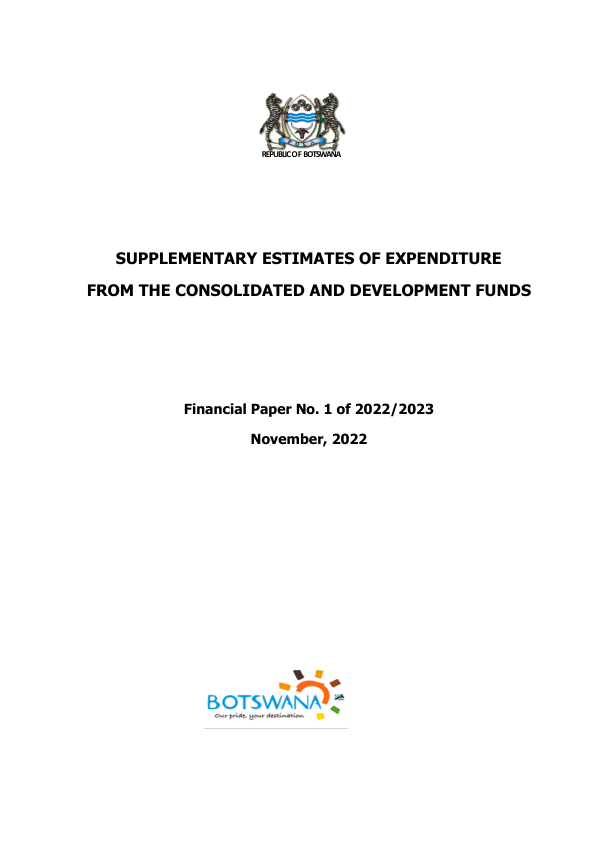 REPUBLIC OF BOTSWANA
SUPPLEMENTARY ESTIMATES OF EXPENDITURE
FROM THE CONSOLIDATED AND DEVELOPMENT FUNDS
Financial Paper No. 1 of 2022/2023
November, 2022
BOTSWANA
Our pride, your destination